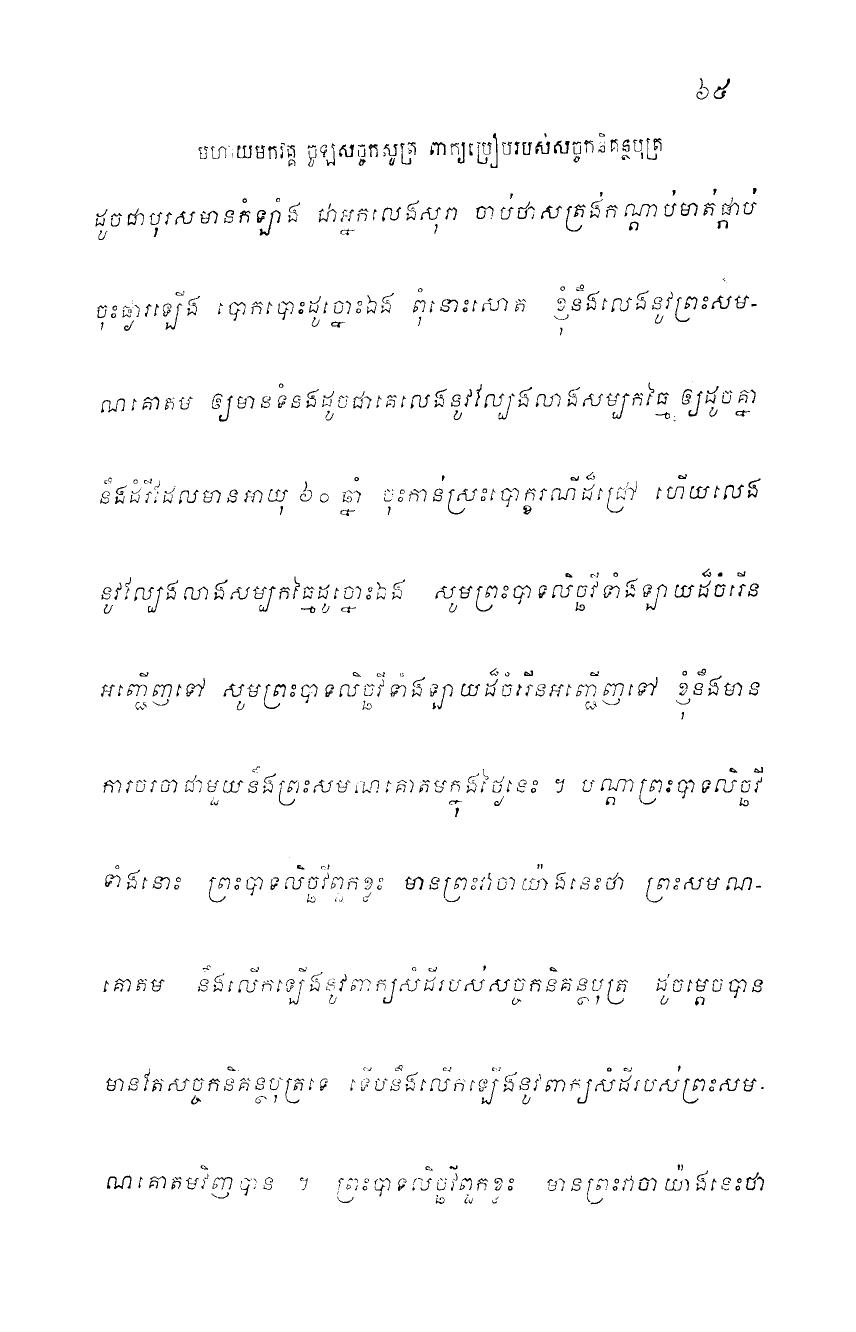 ៦៥
មហាយមកវគ្គ ចូឡសច្ចកសូត្រ ពាក្យប្រៀបរបស់សច្ចកនិគន្ថបុត្រ
ដូចជាបុរសមានកំឡាំង ជាអ្នកលេងសុរា ចាប់ថាសត្រង់កណ្ដាប់មាត់ផ្កាប់
ចុះផ្ងារឡើង បោកបោះដូច្នោះឯង ពុំនោះសោត ខ្ញុំនឹងលេងនូវព្រះសម-
ណគោតម ឲ្យមានទំនងដូចជាគេលេងនូវល្បែងលាងសម្បកធ្មៃ ឲ្យដូចគ្នា
នឹងដំរីដែលមានអាយុ ៦០ ឆ្នាំ ចុះកាន់ស្រះបោក្ខរណីដ៏ជ្រៅ ហើយលេង
នូវល្បែងលាងសម្បកធ្មៃដូច្នោះឯង សូមព្រះបាទលិច្ឆវីទាំងឡាយដ៏ចំរើន
អញ្ជើញទៅ សូមព្រះបាទលិច្ឆវីទាំងឡាយដ៏ចំរើនអញ្ជើញទៅ ខ្ញុំនឹងមាន
ការចរចាជាមួយនឹងព្រះសមណគោតមក្នុងថ្ងៃនេះ ។ បណ្ដាព្រះបាទលិច្ឆវី
ទាំងនោះ ព្រះបាទលិច្ឆវីពួកខ្លះ មានព្រះវាចាយ៉ាងនេះថា ព្រះសមណ-
គោតម នឹងលើកឡើងនូវពាក្យសំដីរបស់សច្ចកនិគន្ថបុត្រ ដូចម្ដេចបាន
មានតែសច្ចកនិគន្ថបុត្រទេ ទើបនឹងលើកឡើងនូវពាក្យសំដីរបស់ព្រះសម-
ណគោតមវិញបាន ។ ព្រះបាទលិច្ឆវីពួកខ្លះ មានព្រះវាចាយ៉ាងនេះថា